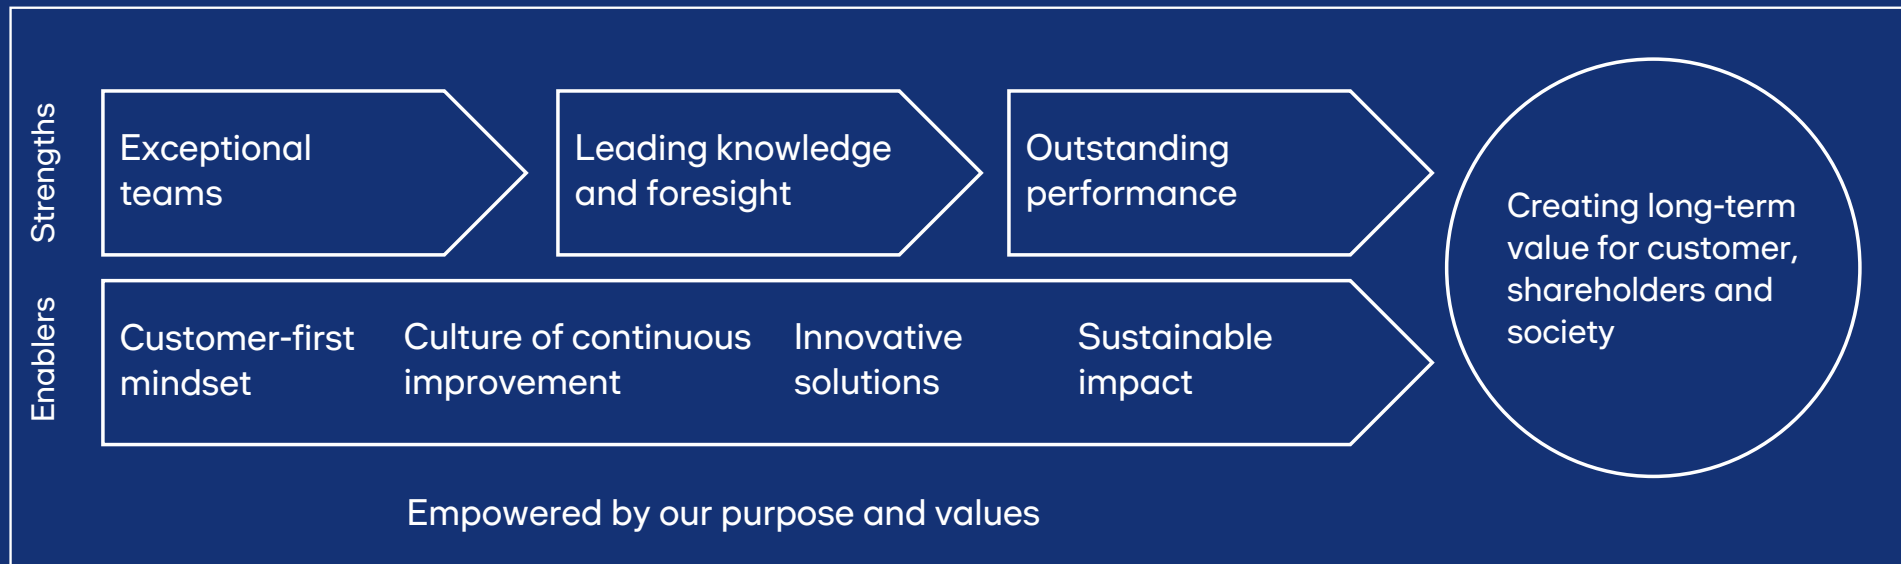 Strengths
Exceptional
teams
Leading knowledge
and foresight
Outstanding
performance
Creating long-term
value for customer,
shareholders and
society
Enablers
Customer-first
mindset
Culture of continuous
improvement
Innovative
solutions
Sustainable
impact
Empowered by our purpose and values